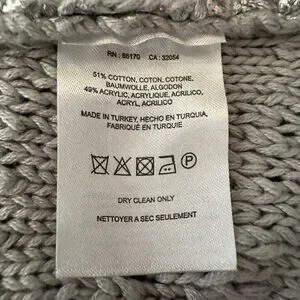 RN : 66170 CA : 32054
51% COTTON, COTON, COTONE,
BAUMWOLLE, ALGODON
49% ACRYLIC, ACRYLIQUE, ACRILICO,
ACRYL, ACRILICO
MADE IN TURKEY, HECHO EN TURQUIA,
FABRIQUÉ EN TURQUIE
P
DRY CLEAN ONLY
NETTOYER A SEC SEULEMENT